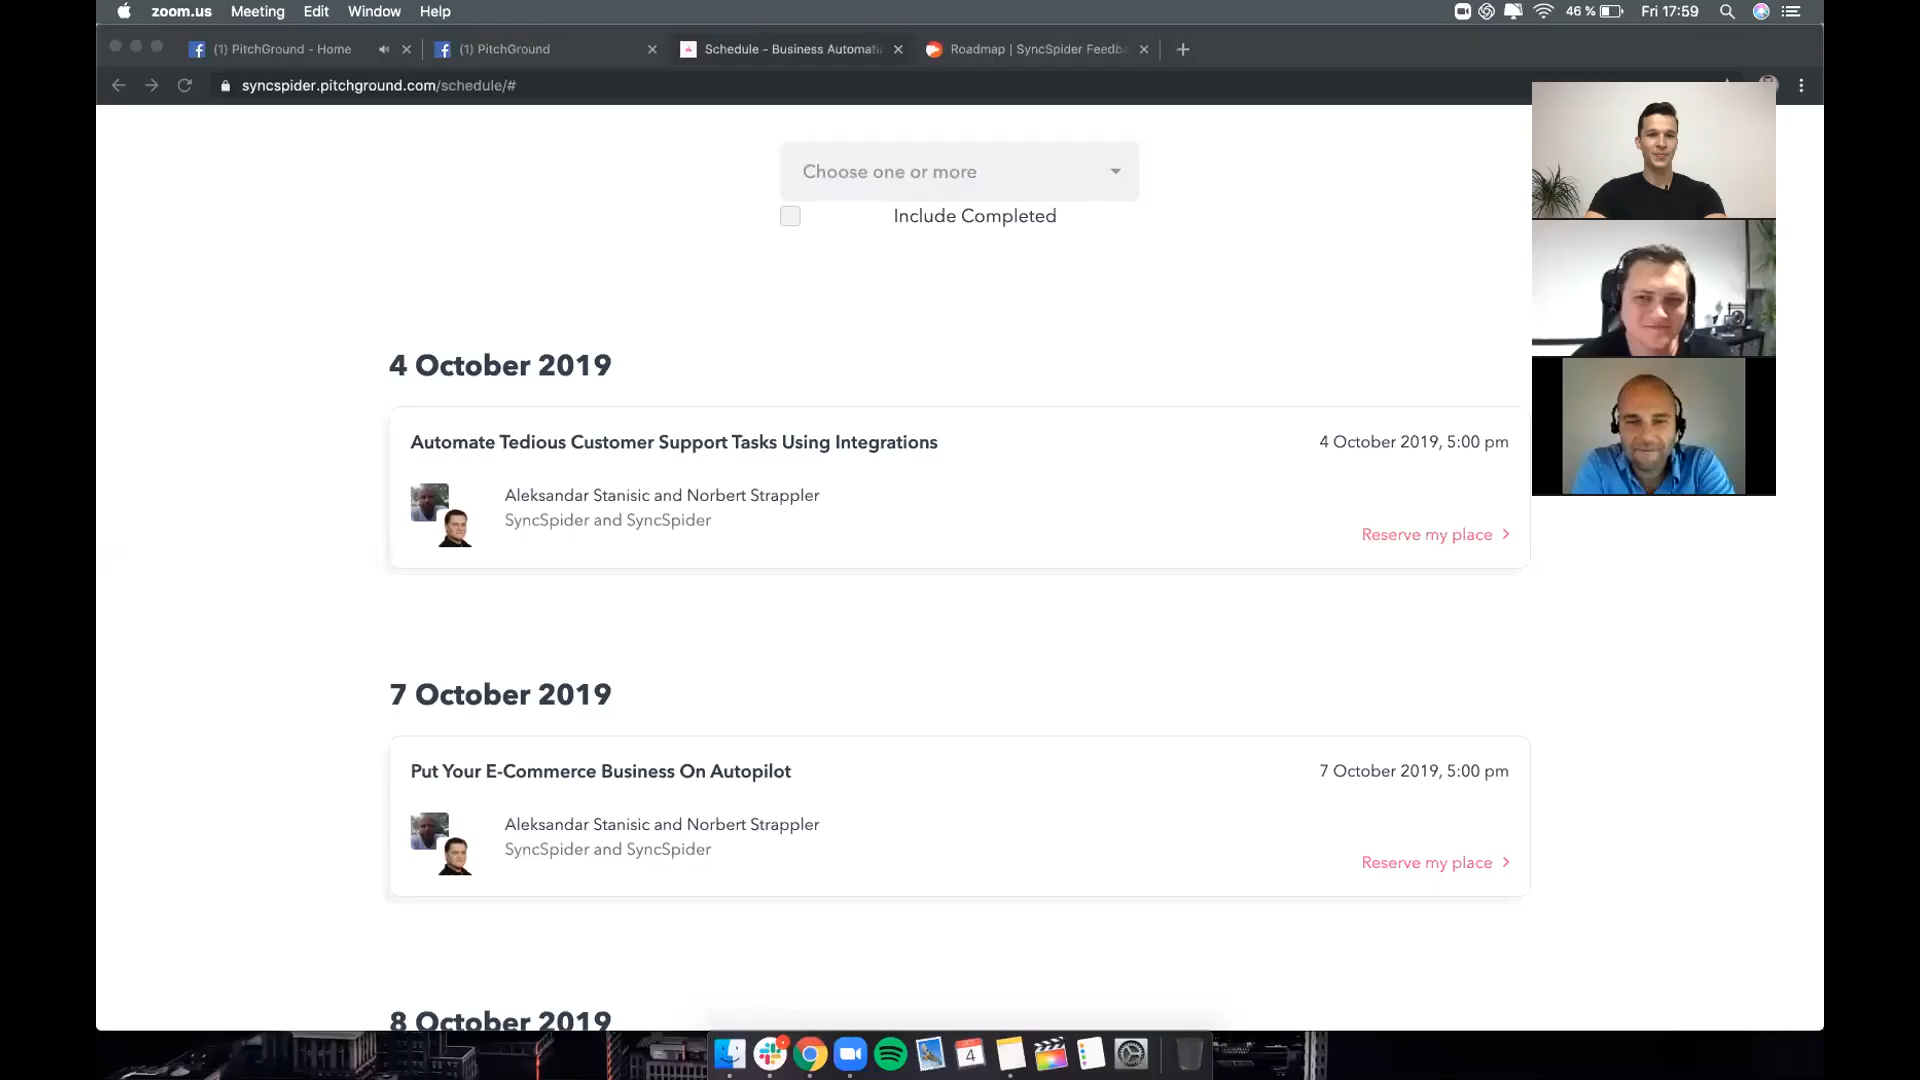 zoom.us Meeting Edit Window Help 46 % Fri 17:59
(1) PitchGround - Home (1) PitchGround Schedule - Business Automati Roadmap | SyncSpider Feedba
syncspider.pitchground.com/schedule/#
Choose one or more
Include Completed
4 October 2019
Automate Tedious Customer Support Tasks Using Integrations 4 October 2019, 5:00 pm
Aleksandar Stanisic and Norbert Strappler
SyncSpider and SyncSpider
Reserve my place
7 October 2019
Put Your E-Commerce Business On Autopilot 7 October 2019, 5:00 pm
Aleksandar Stanisic and Norbert Strappler
SyncSpider and SyncSpider
Reserve my place
8 October 2019
OCT
4